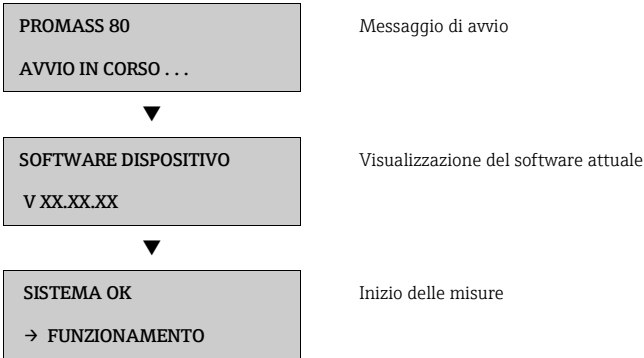 PROMASS 80 Messaggio di avvio
AVVIO IN CORSO . . .
▼
SOFTWARE DISPOSITIVO Visualizzazione del software attuale
V XX.XX.XX
▼
SISTEMA OK Inizio delle misure
→ FUNZIONAMENTO